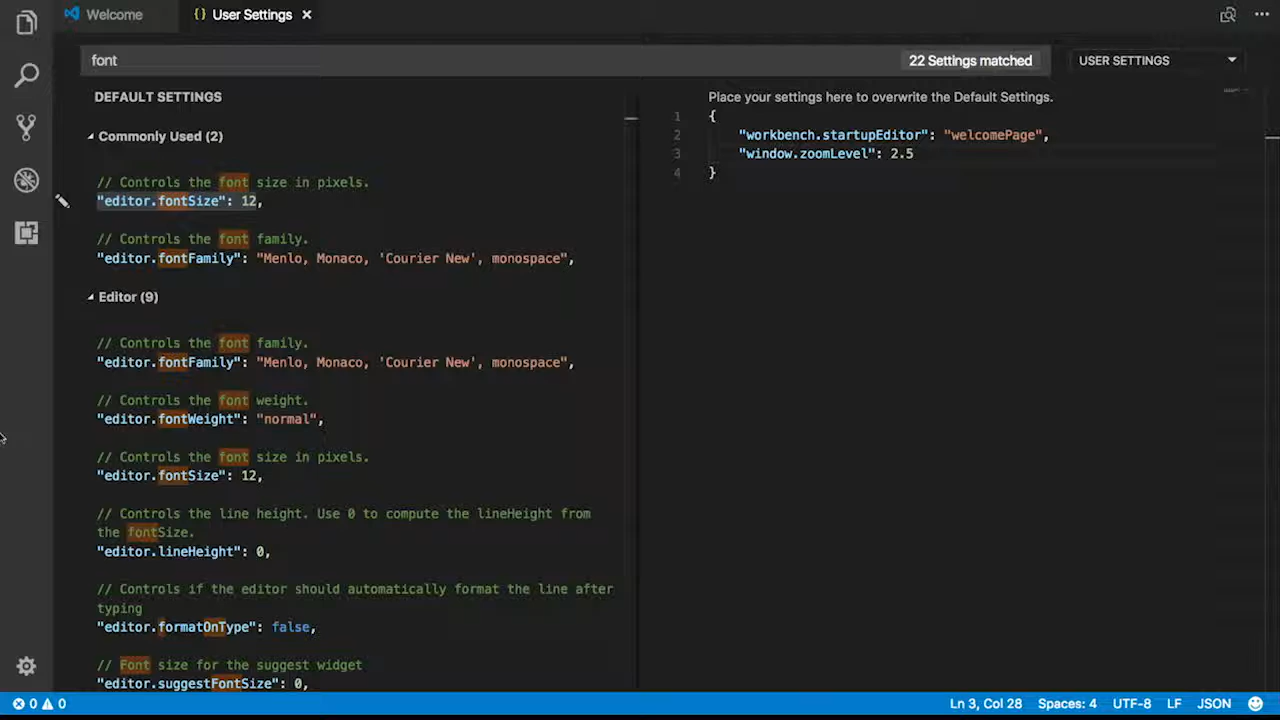 Welcome
{} User Settings
font
22 Settings matched
USER SETTINGS
DEFAULT SETTINGS
Commonly Used (2)
// Controls the font size in pixels.
"editor.fontSize": 12,
// Controls the font family.
"editor.fontFamily": "Menlo, Monaco, 'Courier New', monospace",
Editor (9)
// Controls the font family.
"editor.fontFamily": "Menlo, Monaco, 'Courier New', monospace",
// Controls the font weight.
"editor.fontWeight": "normal",
// Controls the font size in pixels.
"editor.fontSize": 12,
// Controls the line height. Use 0 to compute the lineHeight from
the fontSize.
"editor.lineHeight": 0,
// Controls if the editor should automatically format the line after
typing
"editor.formatOnType": false,
// Font size for the suggest widget
"editor.suggestFontSize": 0,
Place your settings here to overwrite the Default Settings.
1 {
2 "workbench.startupEditor": "welcomePage",
3 "window.zoomLevel": 2.5
4 }
0 0
Ln 3, Col 28
Spaces: 4
UTF-8
LF
JSON